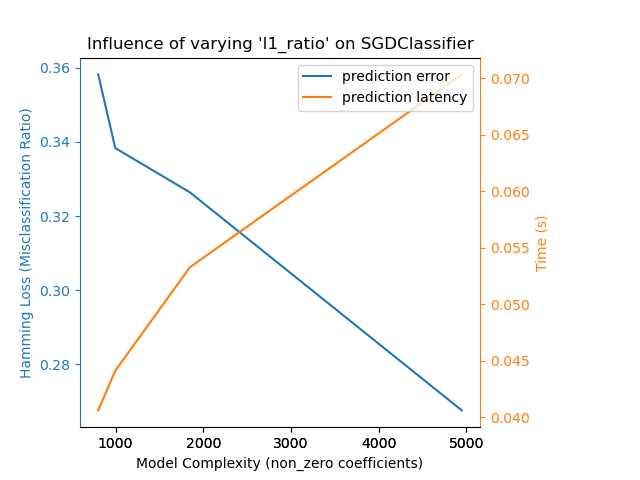 Influence of varying 'l1_ratio' on SGDClassifier
prediction error
prediction latency
Hamming Loss (Misclassification Ratio)
0.36
0.34
0.32
0.30
0.28
0.070
0.065
0.060
0.055
0.050
0.045
0.040
Time (s)
1000 2000 3000 4000 5000
Model Complexity (non_zero coefficients)